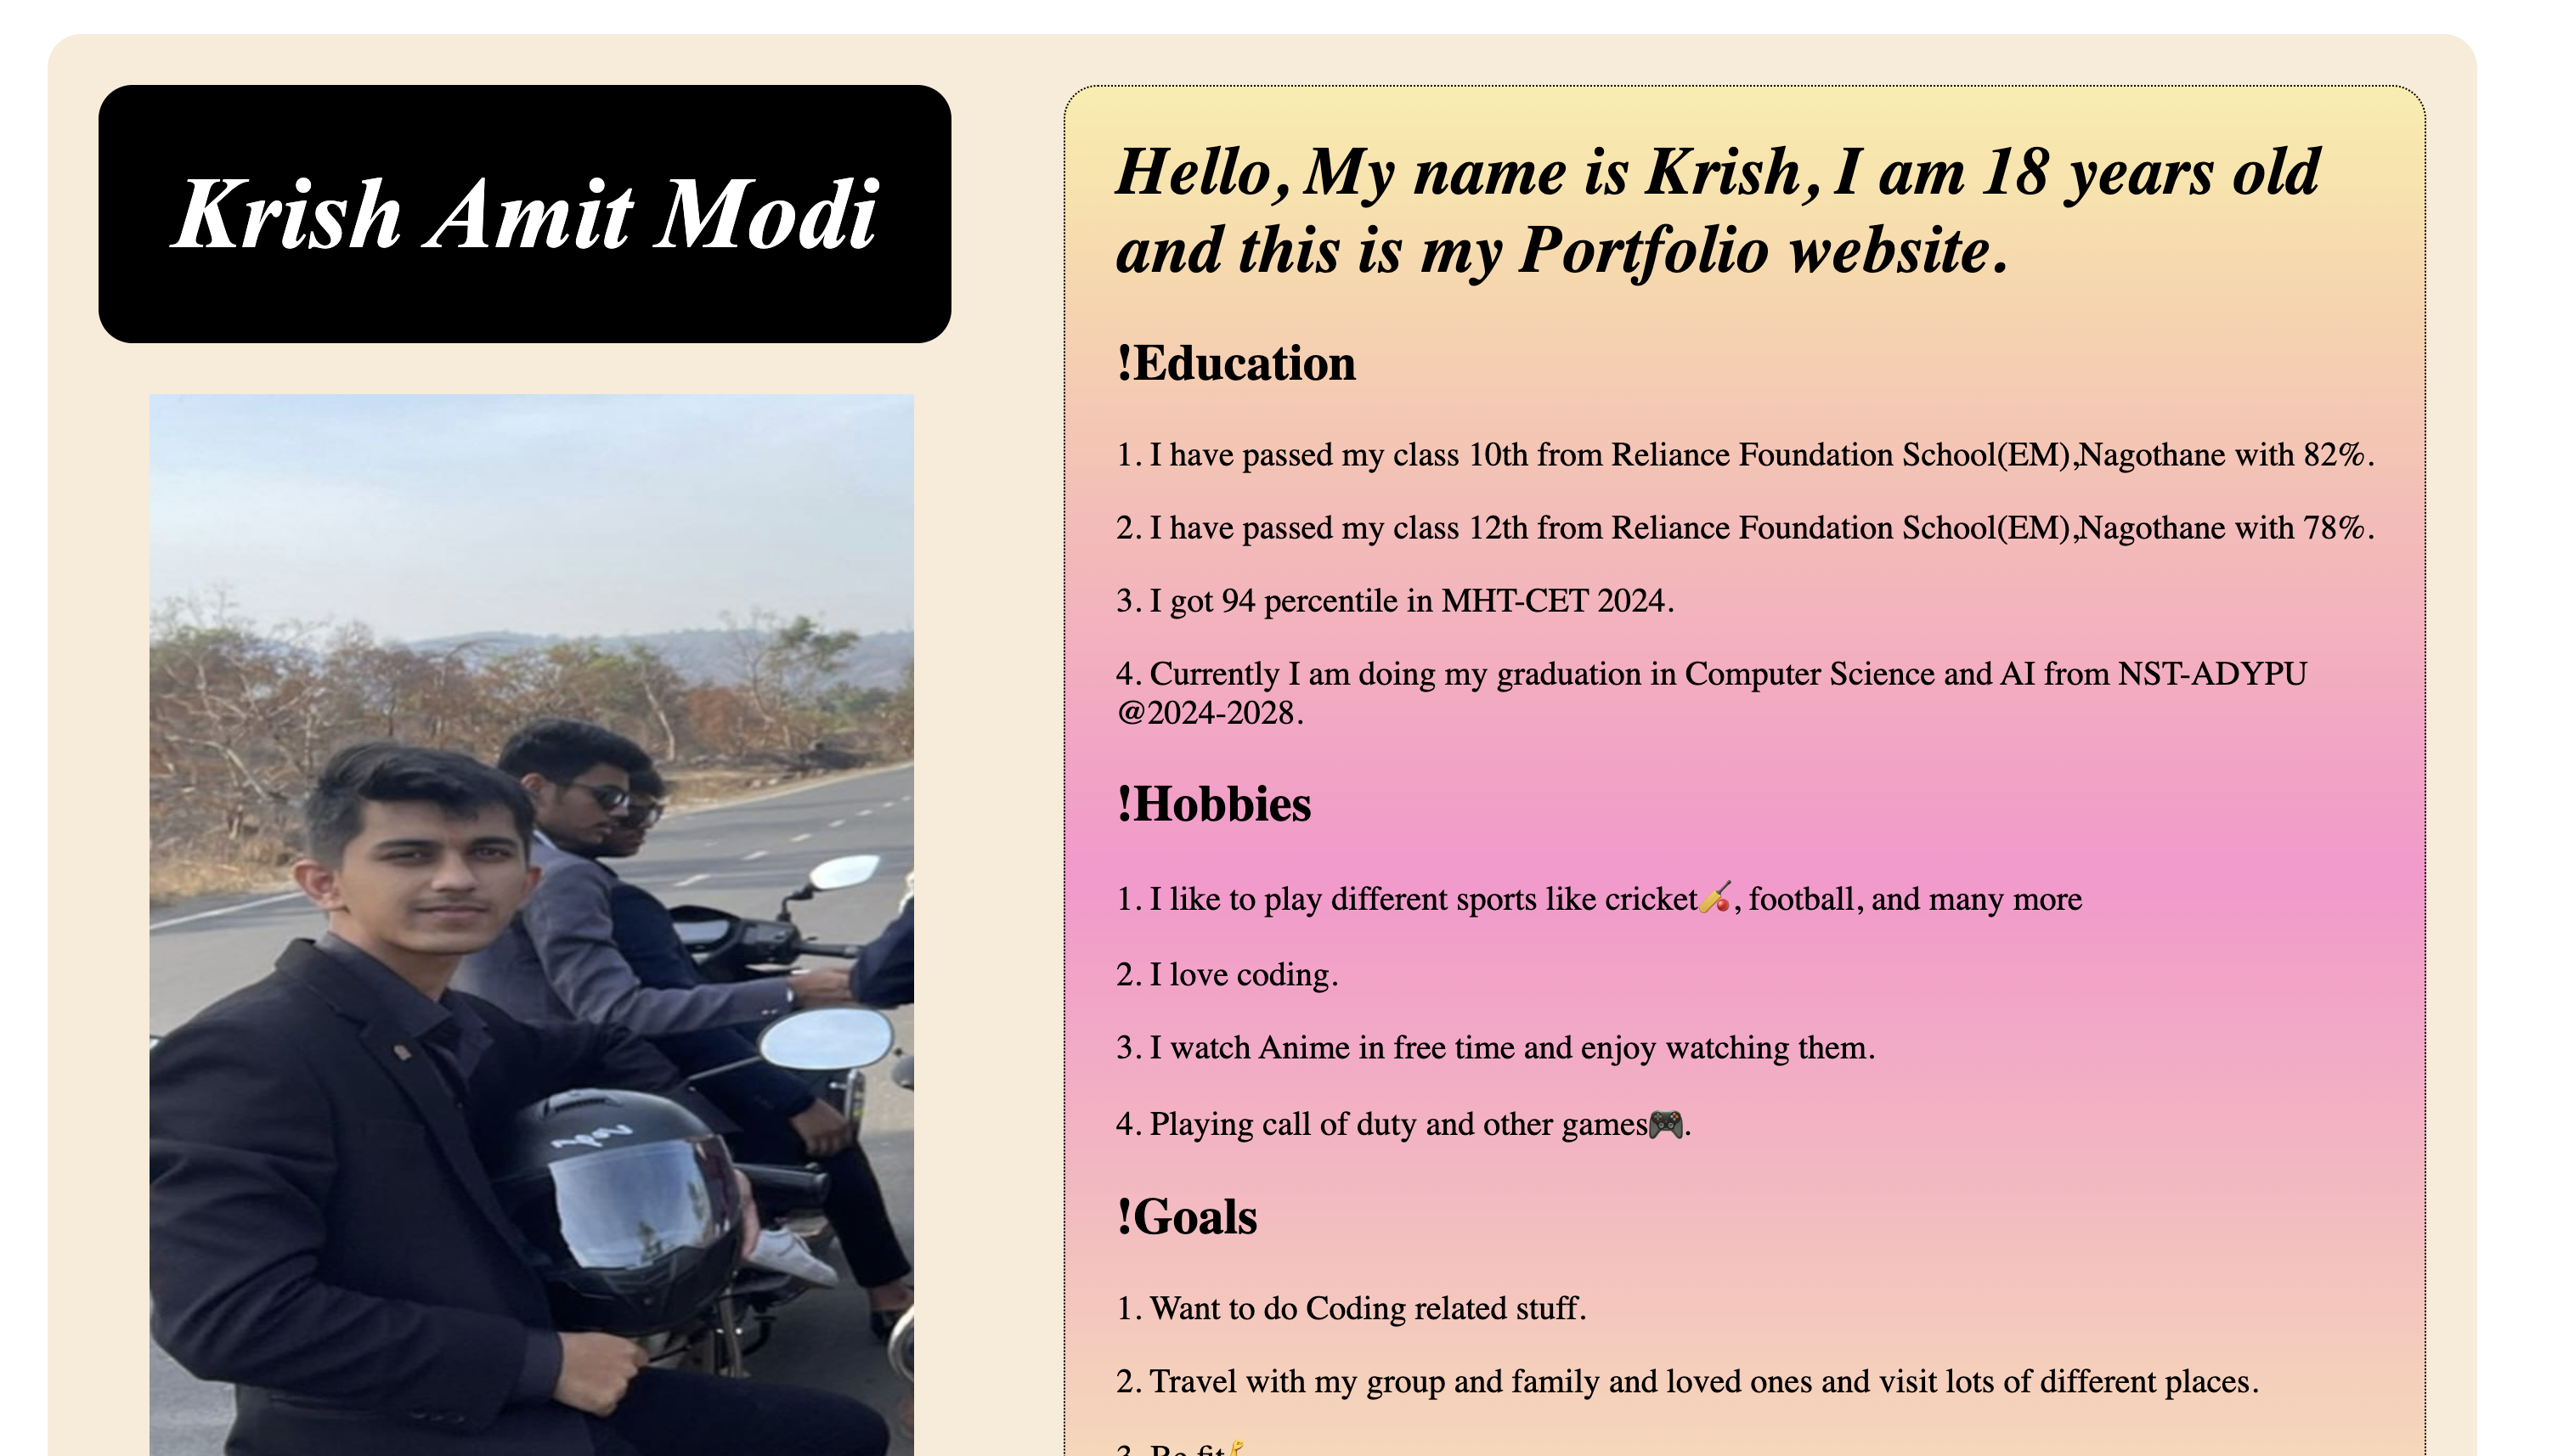 Krish Amit Modi
Hello, My name is Krish, I am 18 years old
and this is my Portfolio website.
!Education
1. I have passed my class 10th from Reliance Foundation School(EM),Nagothane with 82%.
2. I have passed my class 12th from Reliance Foundation School(EM),Nagothane with 78%.
3. I got 94 percentile in MHT-CET 2024.
4. Currently I am doing my graduation in Computer Science and AI from NST-ADYPU
@2024-2028.
!Hobbies
1. I like to play different sports like cricket🏏, football, and many more
2. I love coding.
3. I watch Anime in free time and enjoy watching them.
4. Playing call of duty and other games🎮.
!Goals
1. Want to do Coding related stuff.
2. Travel with my group and family and loved ones and visit lots of different places.
3. Be fit💪